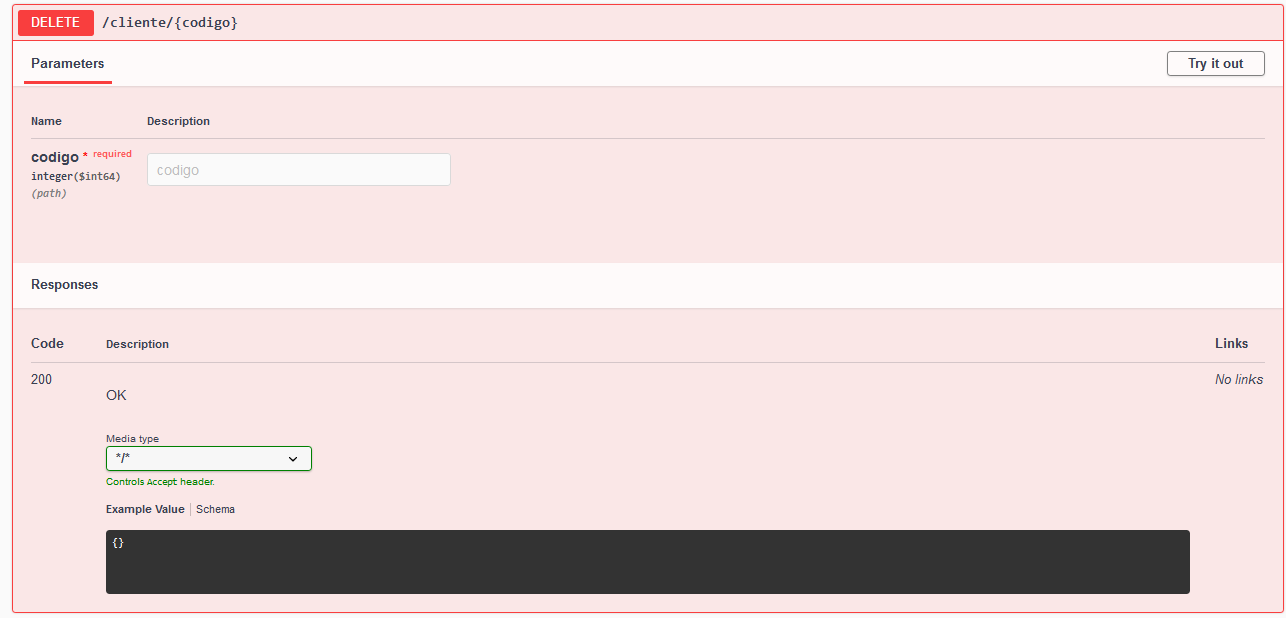 DELETE /cliente/{codigo}
Parameters Try it out
Name Description
codigo * required codigo
integer($int64)
(path)
Responses
Code Description Links
200 No links
OK
Media type
*/*
Controls Accept header.
Example Value Schema
{}